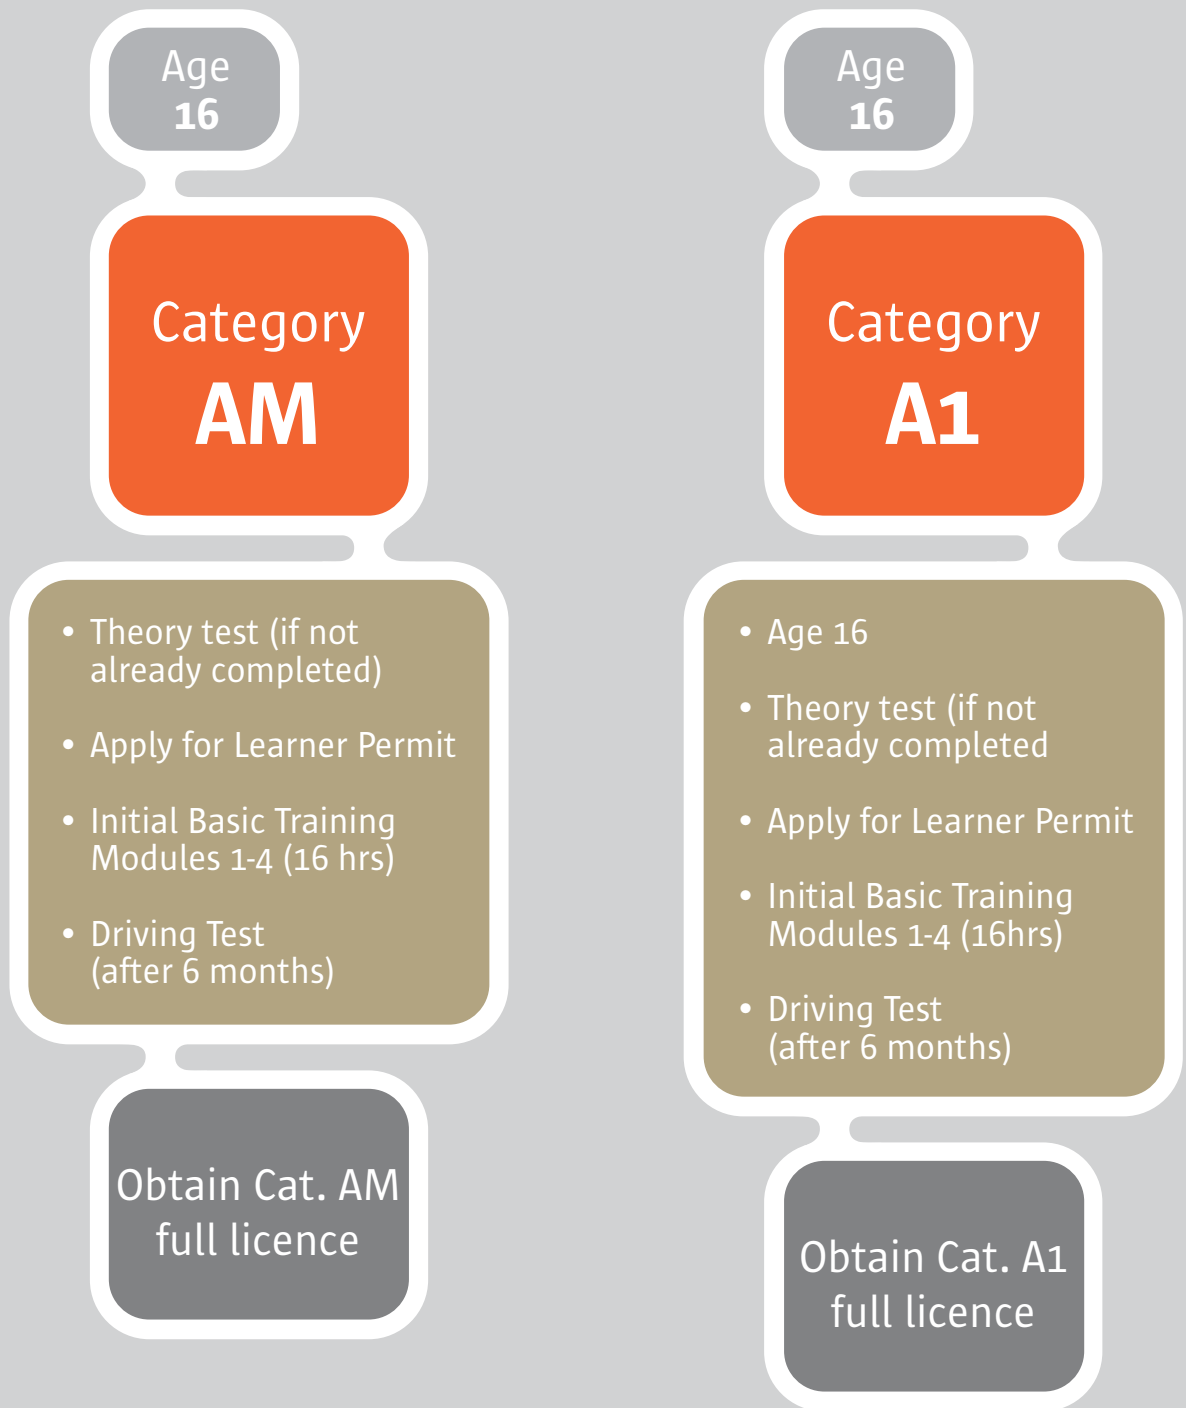 Age
16
Category
AM
• Theory test (if not
already completed)
• Apply for Learner Permit
• Initial Basic Training
Modules 1-4 (16 hrs)
• Driving Test
(after 6 months)
Obtain Cat. AM
full licence
Age
16
Category
A1
• Age 16
• Theory test (if not
already completed
• Apply for Learner Permit
• Initial Basic Training
Modules 1-4 (16hrs)
• Driving Test
(after 6 months)
Obtain Cat. A1
full licence